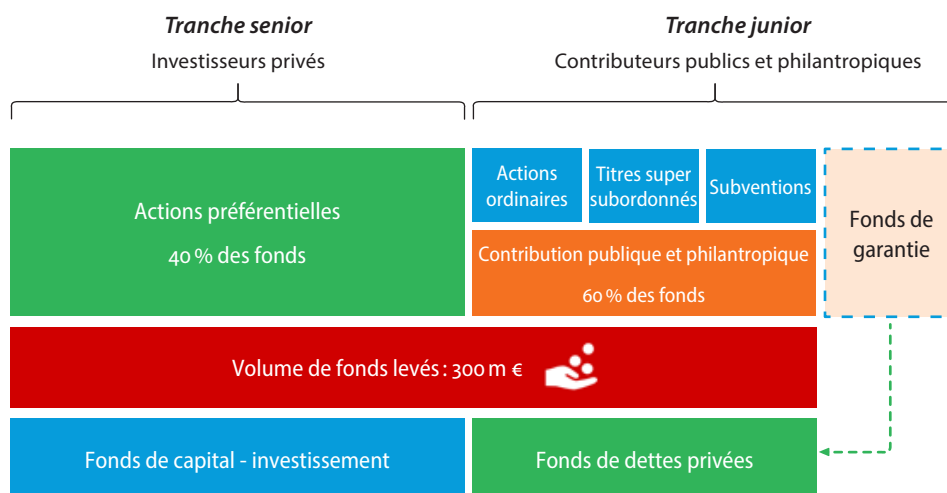 Tranche senior
Investisseurs privés
Tranche junior
Contributeurs publics et philantropiques
Actions préférentielles
40 % des fonds
Actions
ordinaires
Titres super
subordonnés
Subventions
Contribution publique et philantropique
60 % des fonds
Fonds de
garantie
Volume de fonds levés : 300 m €
Fonds de capital - investissement
Fonds de dettes privées